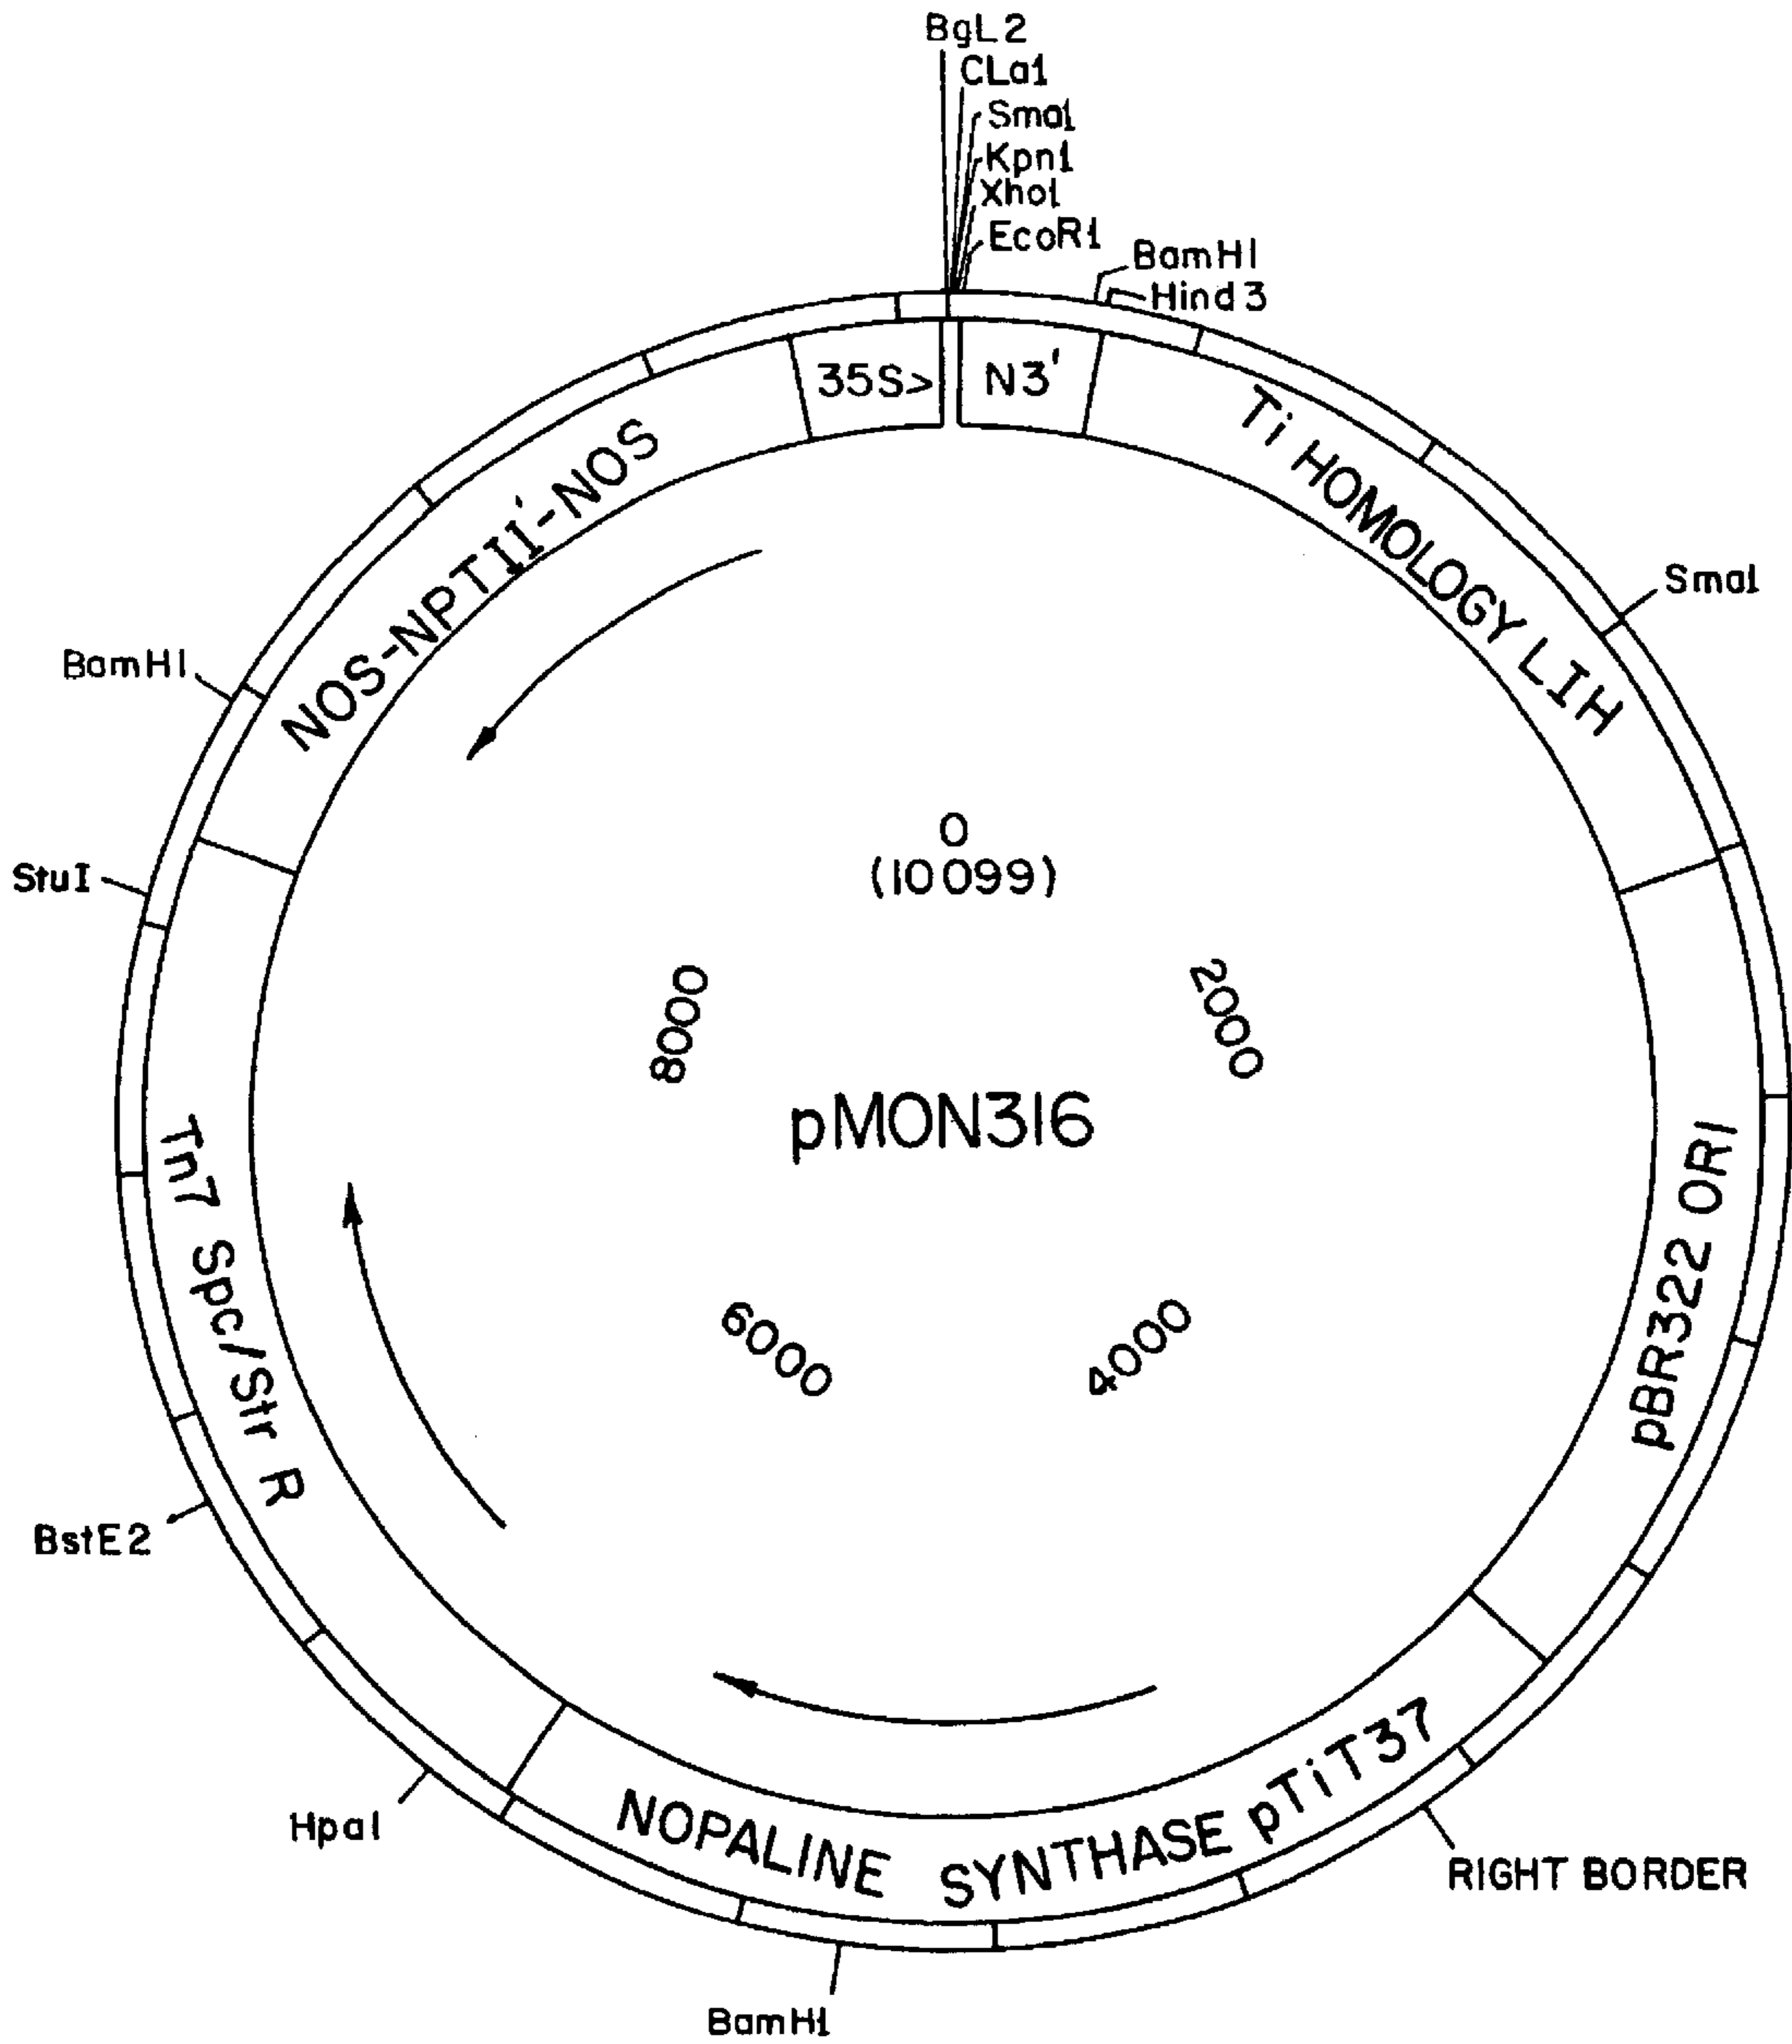 BgL2
CLa1
Sma1
Kpn1
Xho1
EcoR1
BamH1
Hind 3
35S>
N3'
Ti HOMOLOGY LIH
Sma1
NOS-NPTII'-NOS
BamH1
StuI
0
(10099)
8000
2000
pMON316
pBR322 ORI
Tn7 Spc/Str R
6000
4000
BstE2
Hpa1
NOPALINE SYNTHASE pTiT37
RIGHT BORDER
BamH1